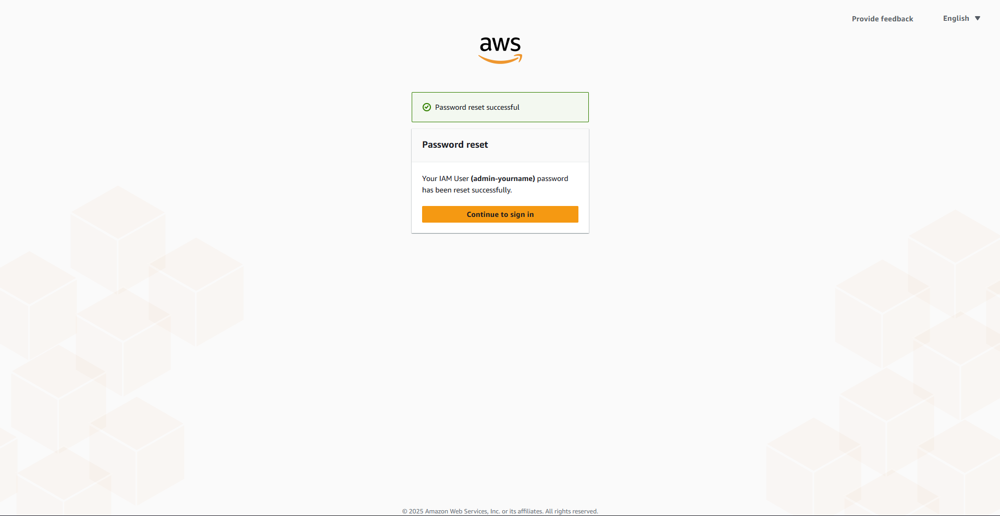 Provide feedback
English
aws
Password reset successful
Password reset
Your IAM User (admin-yourname) password
has been reset successfully.
Continue to sign in
© 2025 Amazon Web Services, Inc. or its affiliates. All rights reserved.